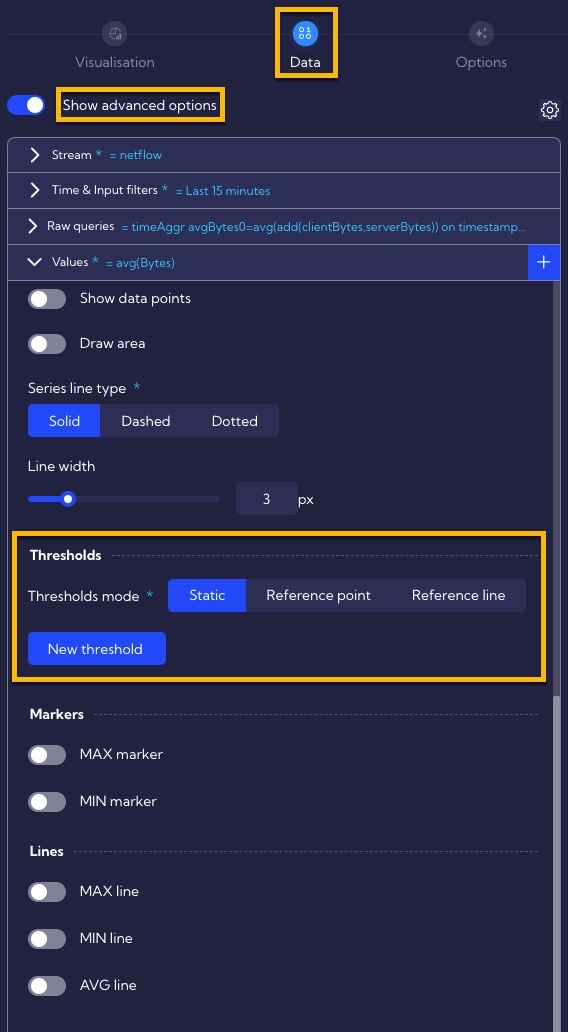 Visualisation Data Options
Show advanced options
Stream * = netflow
Time & Input filters * = Last 15 minutes
Raw queries = timeAggr avgBytes0=avg(add(clientBytes,serverBytes)) on timestamp...
Values * = avg(Bytes) +
Show data points
Draw area
Series line type *
Solid Dashed Dotted
Line width
3 px
Thresholds
Thresholds mode * Static Reference point Reference line
New threshold
Markers
MAX marker
MIN marker
Lines
MAX line
MIN line
AVG line